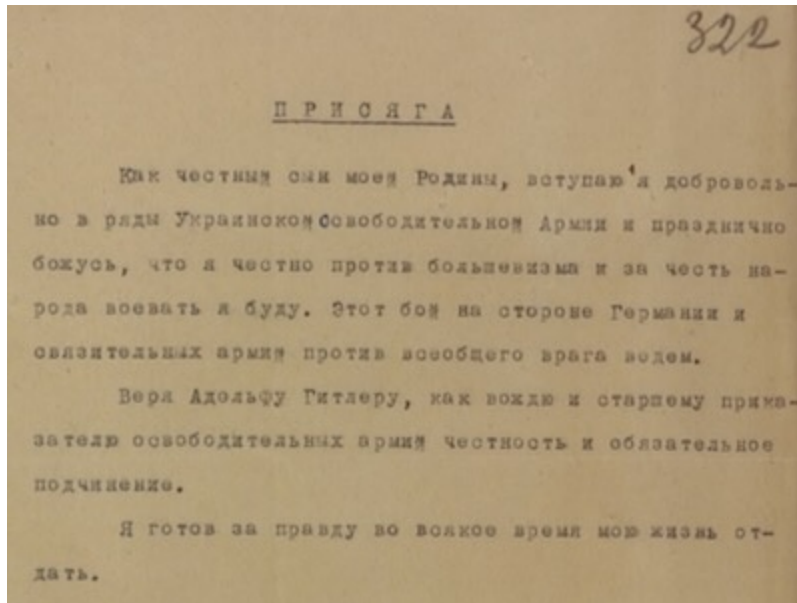 322
ПРИСЯГА
Как честный сын моей Родины, вступаю я доброволь-
но в ряды Украинской освободительной Армии и празднично
божусь, что я честно против большевизма и за честь на-
рода воевать я буду. Этот бой на стороне Германии и
связительных армий против всеобщего врага ведем.
Веря Адольфу Гитлеру, как вождю и старшему прика-
зателю освободительных армий честность и обязательное
подчинение.
Я готов за правду во всякое время мою жизнь от-
дать.